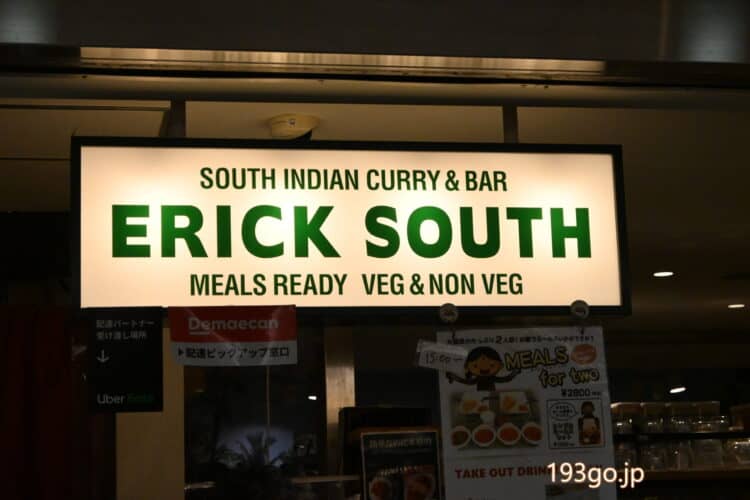 SOUTH INDIAN CURRY & BAR
ERICK SOUTH
MEALS READY VEG & NON VEG
配達パートナー
受け渡し場所
↓
Uber Eats
Demaecan
▶配達ピックアップ窓口
15:00〜
MEALS
for two
¥2800
TAKE OUT DRIN
193go.jp